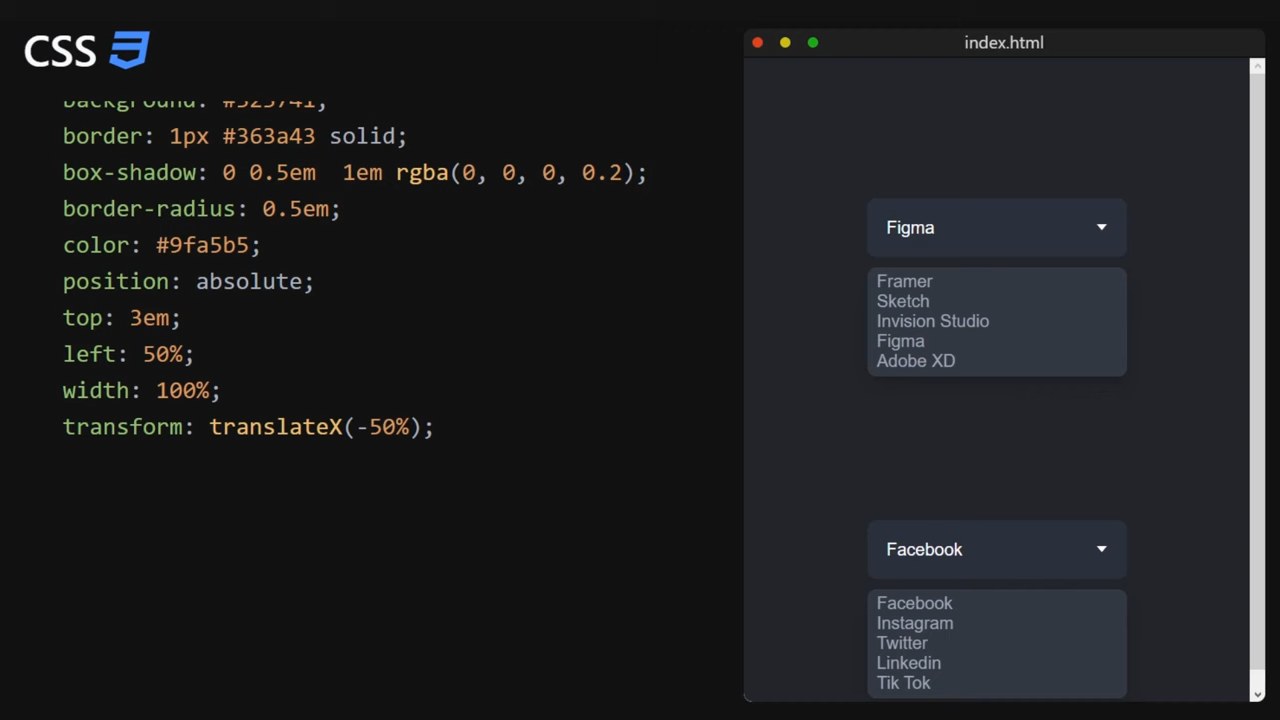 CSS
background: #323741;
border: 1px #363a43 solid;
box-shadow: 0 0.5em  1em rgba(0, 0, 0, 0.2);
border-radius: 0.5em;
color: #9fa5b5;
position: absolute;
top: 3em;
left: 50%;
width: 100%;
transform: translateX(-50%);
index.html
Figma
Framer
Sketch
Invision Studio
Figma
Adobe XD
Facebook
Facebook
Instagram
Twitter
Linkedin
Tik Tok